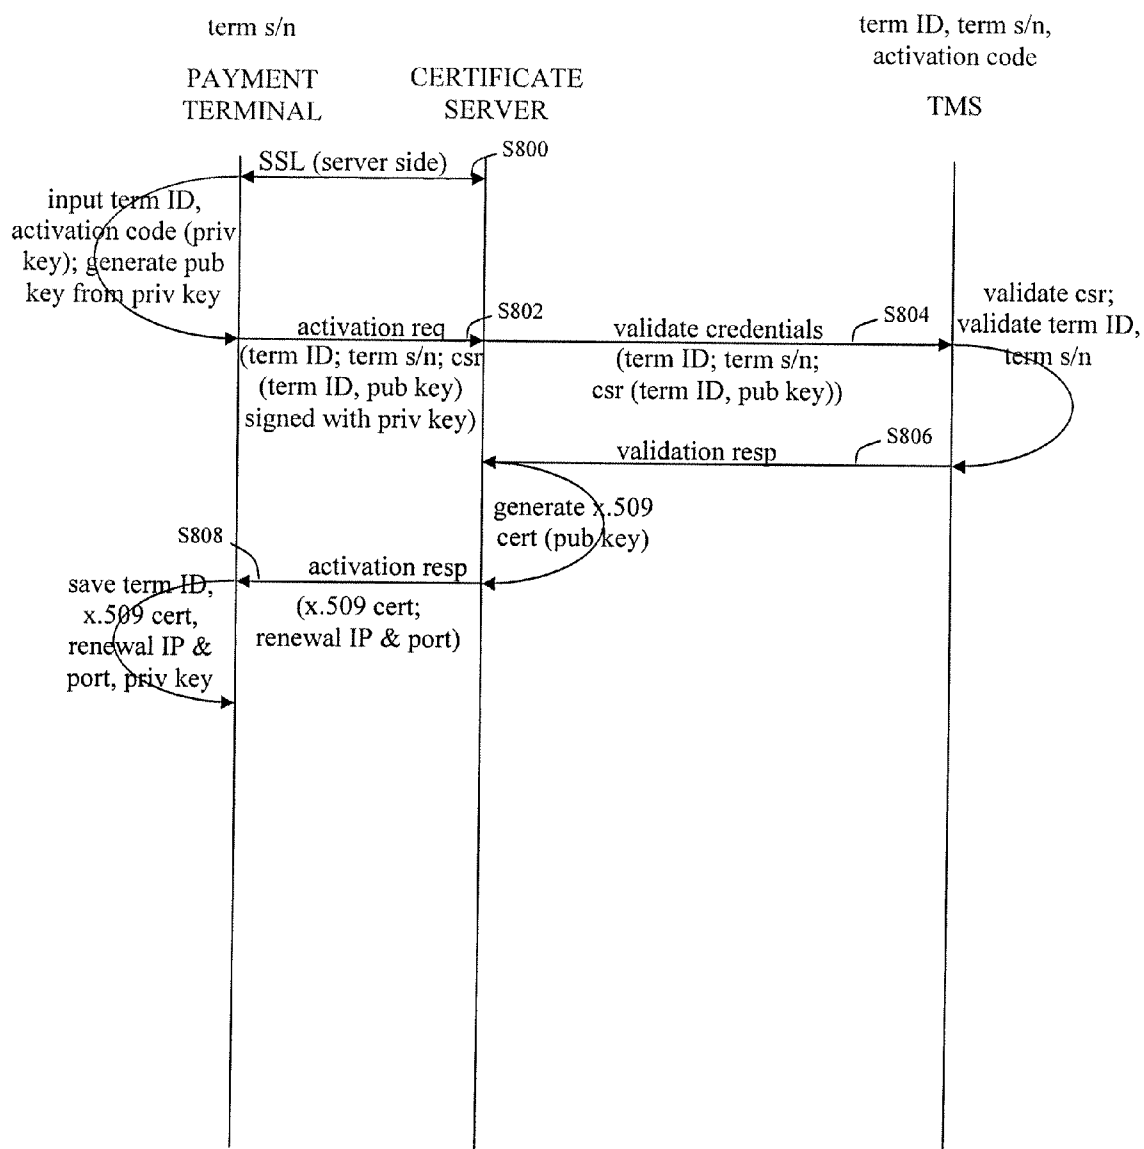 term s/n
term ID, term s/n,
activation code
PAYMENT
TERMINAL
CERTIFICATE
SERVER
TMS
SSL (server side)
S800
input term ID,
activation code (priv
key); generate pub
key from priv key
activation req
S802
(term ID; term s/n; csr
(term ID, pub key)
signed with priv key)
validate credentials
S804
(term ID; term s/n;
csr (term ID, pub key))
validate csr;
validate term ID,
term s/n
validation resp
S806
generate x.509
cert (pub key)
S808
activation resp
(x.509 cert;
renewal IP & port)
save term ID,
x.509 cert,
renewal IP &
port, priv key